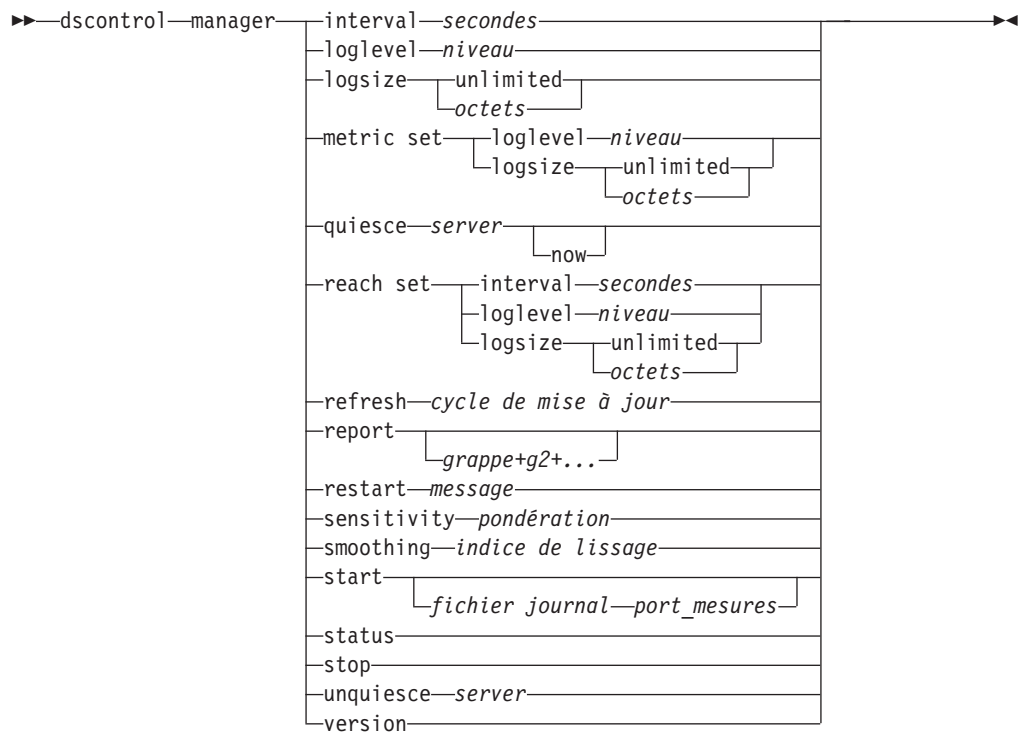 dscontrol manager interval secondes
loglevel niveau
logsize unlimited
octets
metric set loglevel niveau
logsize unlimited
octets
quiesce server
now
reach set interval secondes
loglevel niveau
logsize unlimited
octets
refresh cycle de mise à jour
report
grappe+g2+...
restart message
sensitivity pondération
smoothing indice de lissage
start
fichier journal port_mesures
status
stop
unquiesce server
version